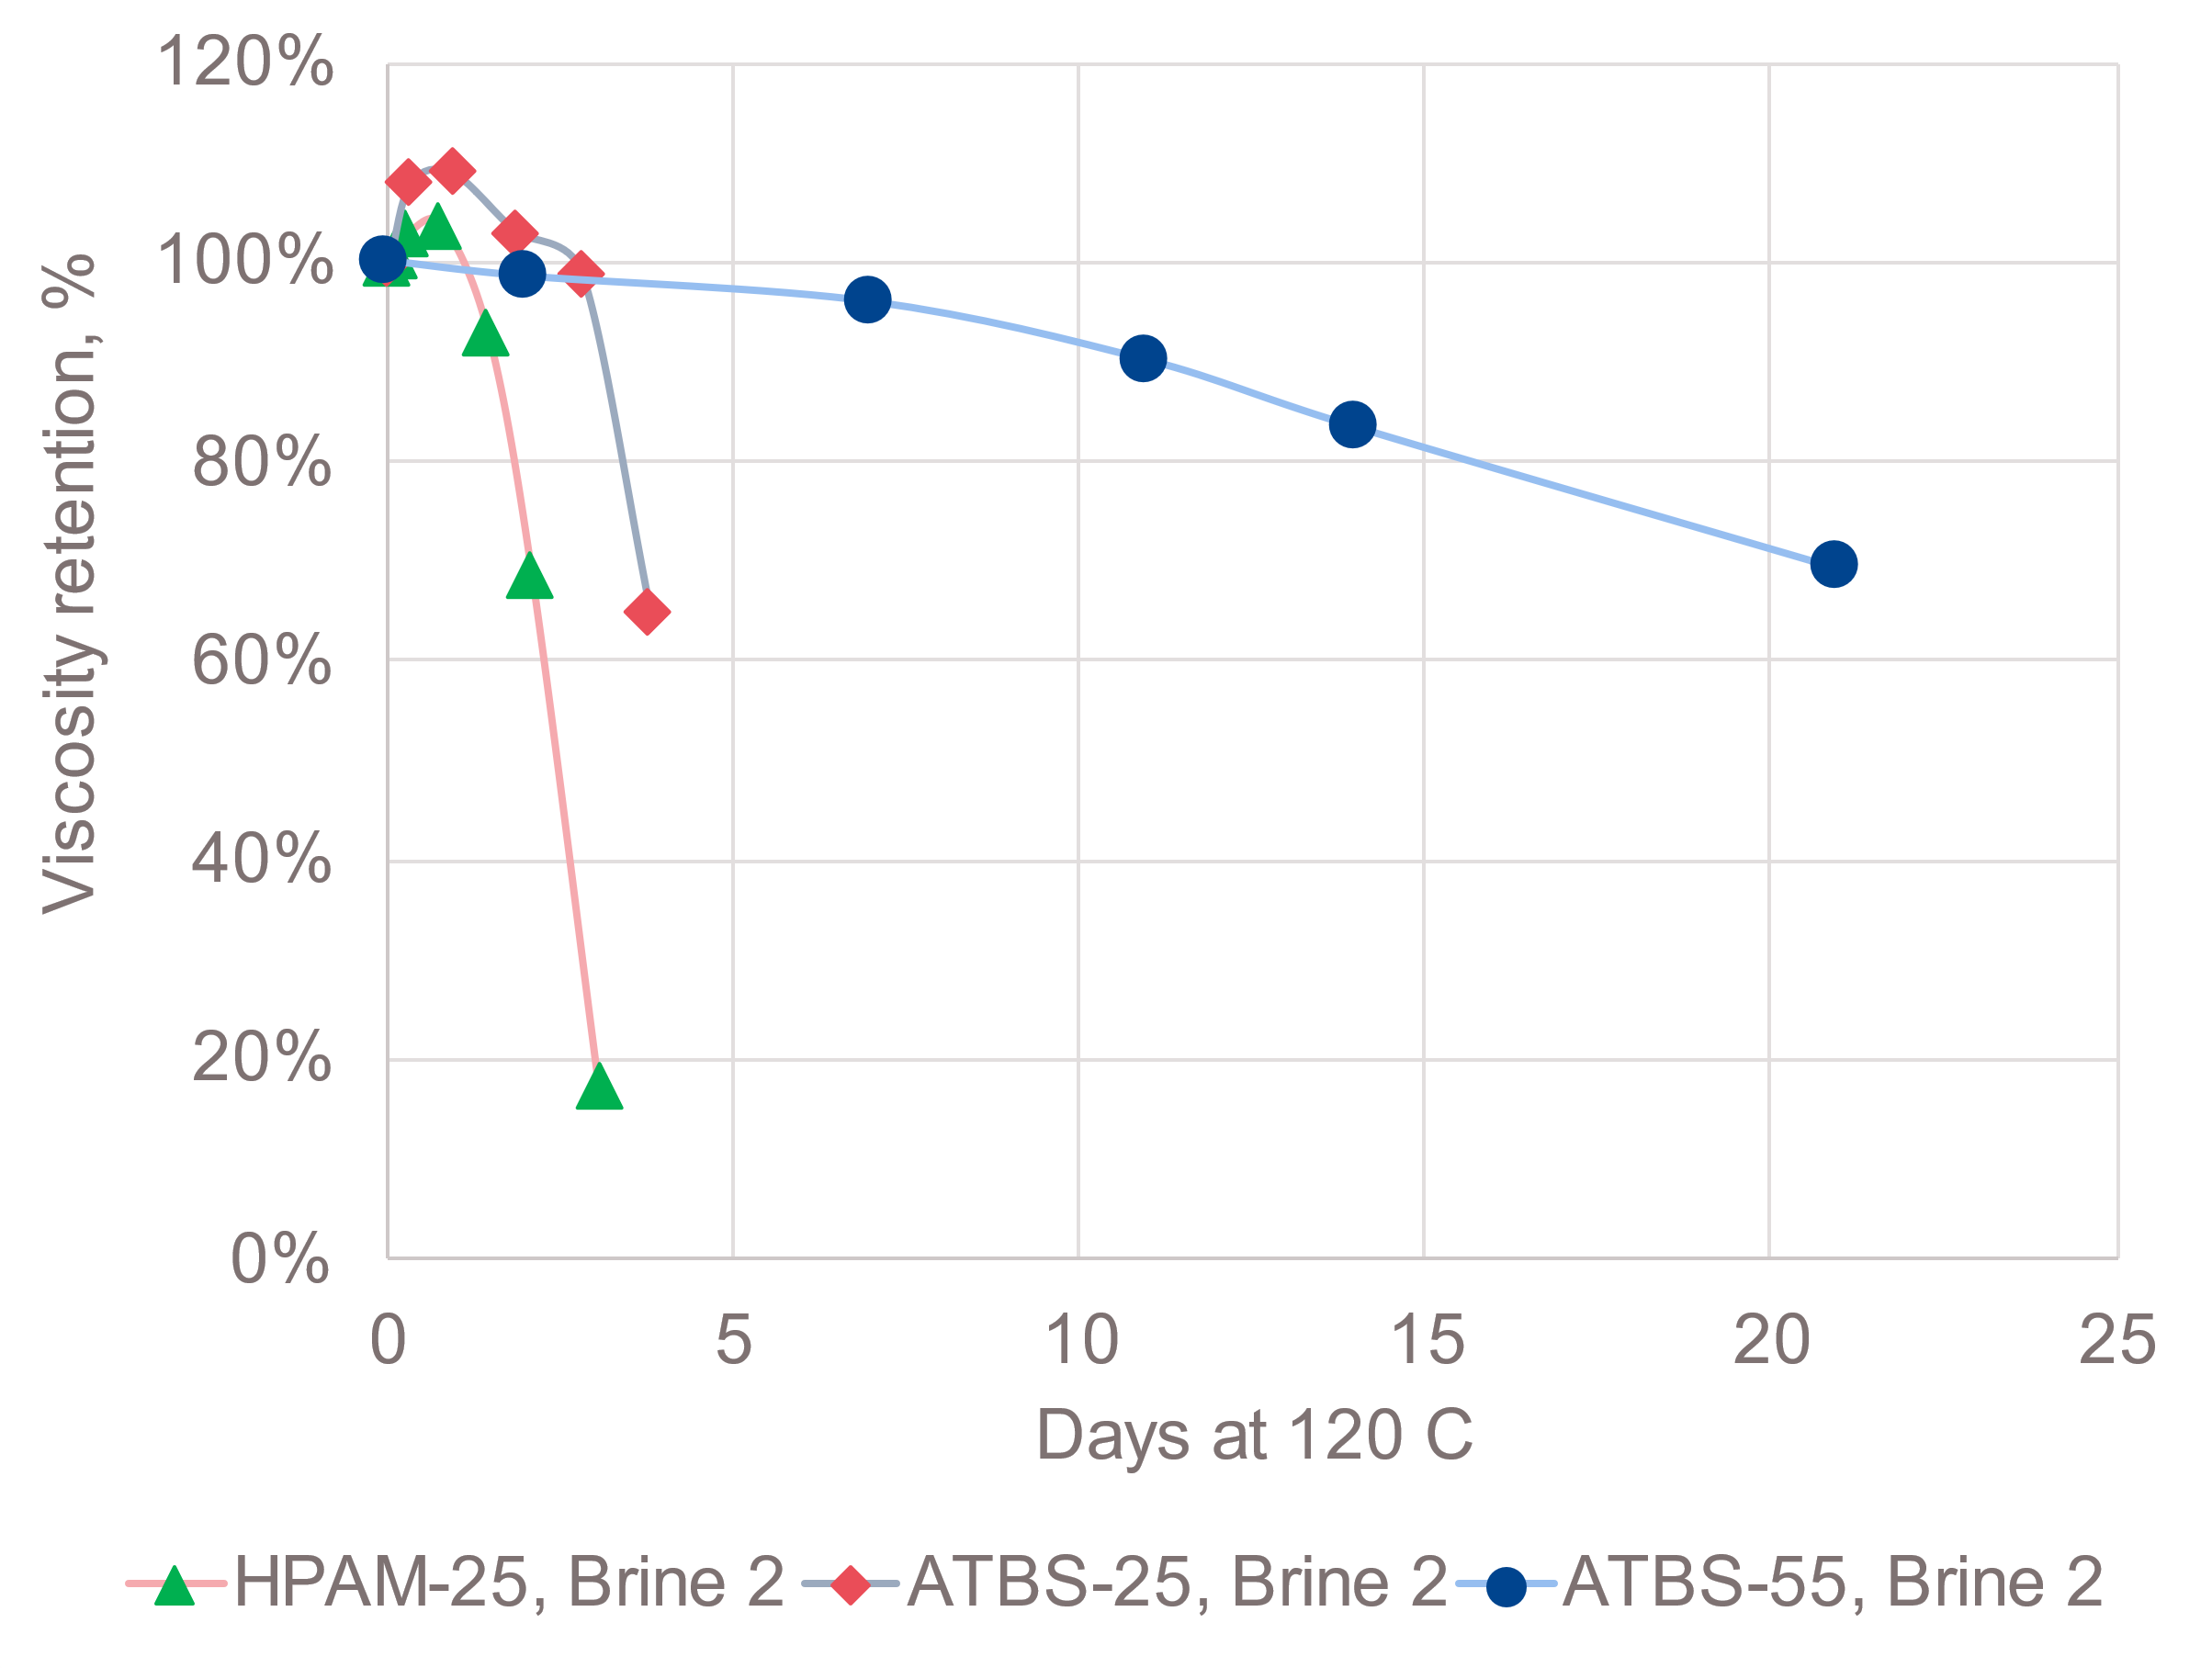 120%
100%
80%
60%
40%
20%
0%
Viscosity retention, %
0 5 10 15 20 25
Days at 120 C
HPAM-25, Brine 2 ATBS-25, Brine 2 ATBS-55, Brine 2